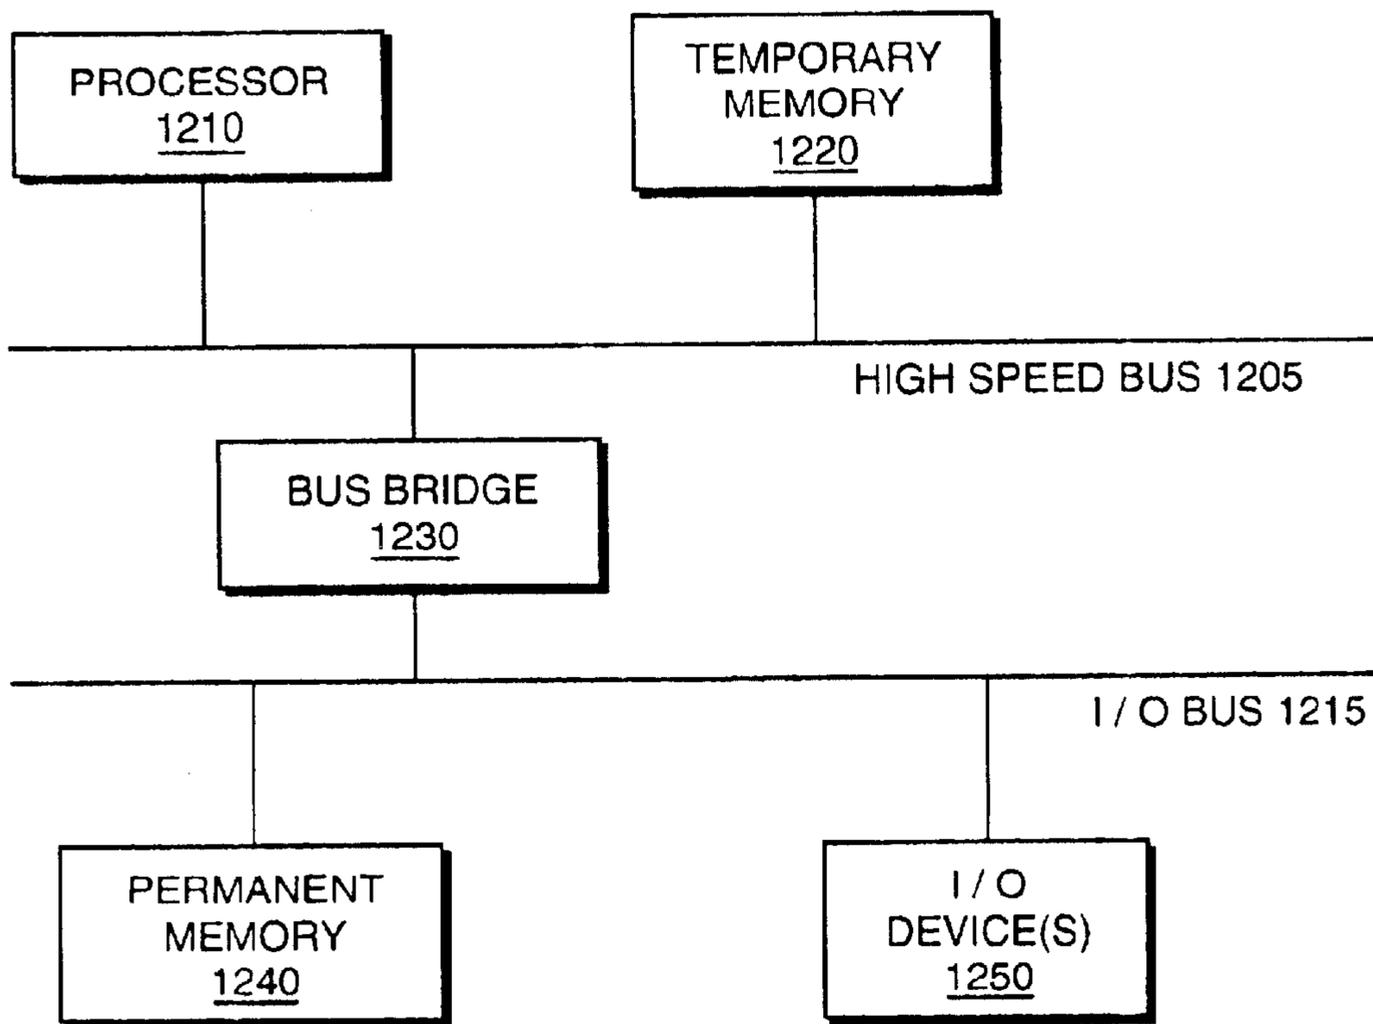 PROCESSOR
1210
TEMPORARY
MEMORY
1220
HIGH SPEED BUS 1205
BUS BRIDGE
1230
I / O BUS 1215
PERMANENT
MEMORY
1240
I / O
DEVICE(S)
1250